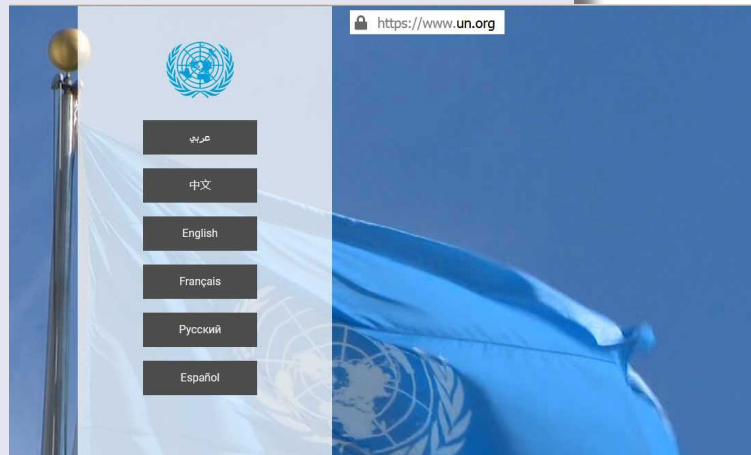 https://www.un.org
عربي
中文
English
Français
Русский
Español